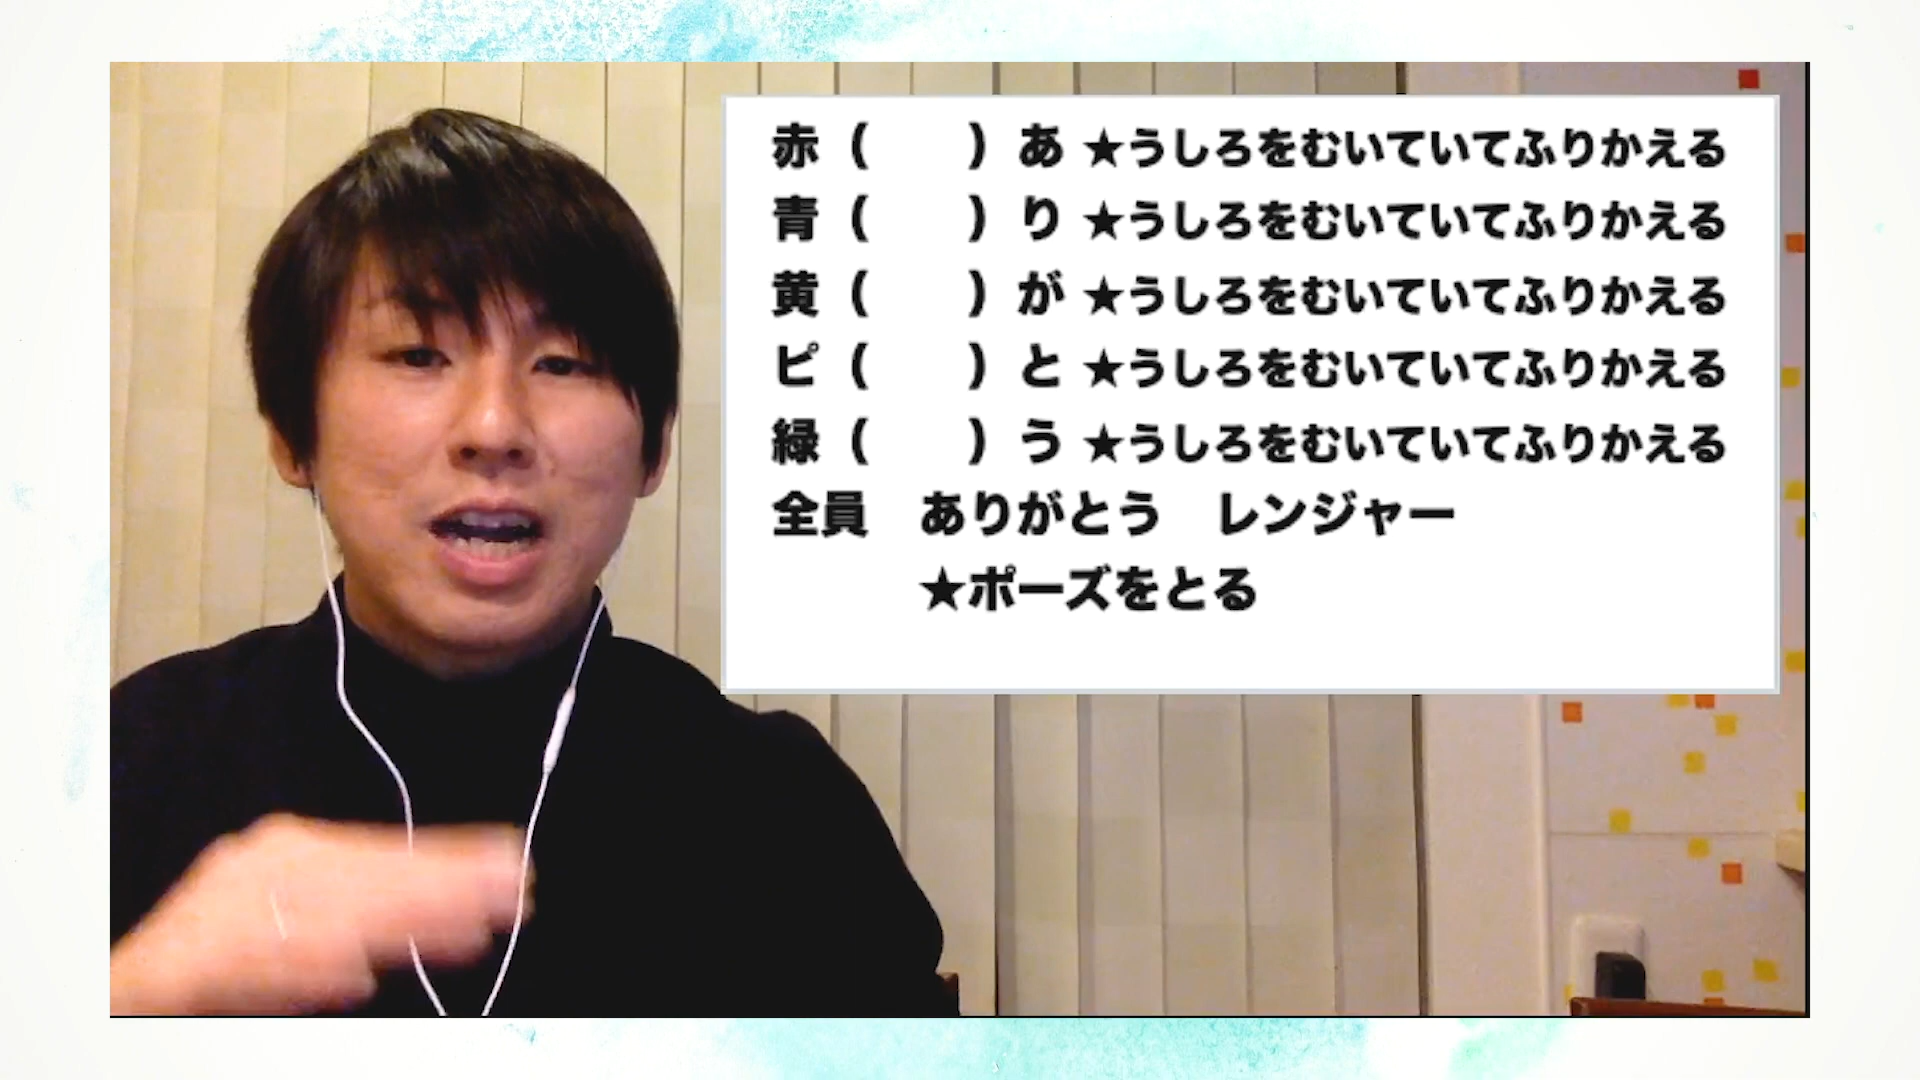 赤（　　）あ ★うしろをむいていてふりかえる
青（　　）り ★うしろをむいていてふりかえる
黄（　　）が ★うしろをむいていてふりかえる
ピ（　　）と ★うしろをむいていてふりかえる
緑（　　）う ★うしろをむいていてふりかえる
全員　ありがとう　レンジャー
★ポーズをとる